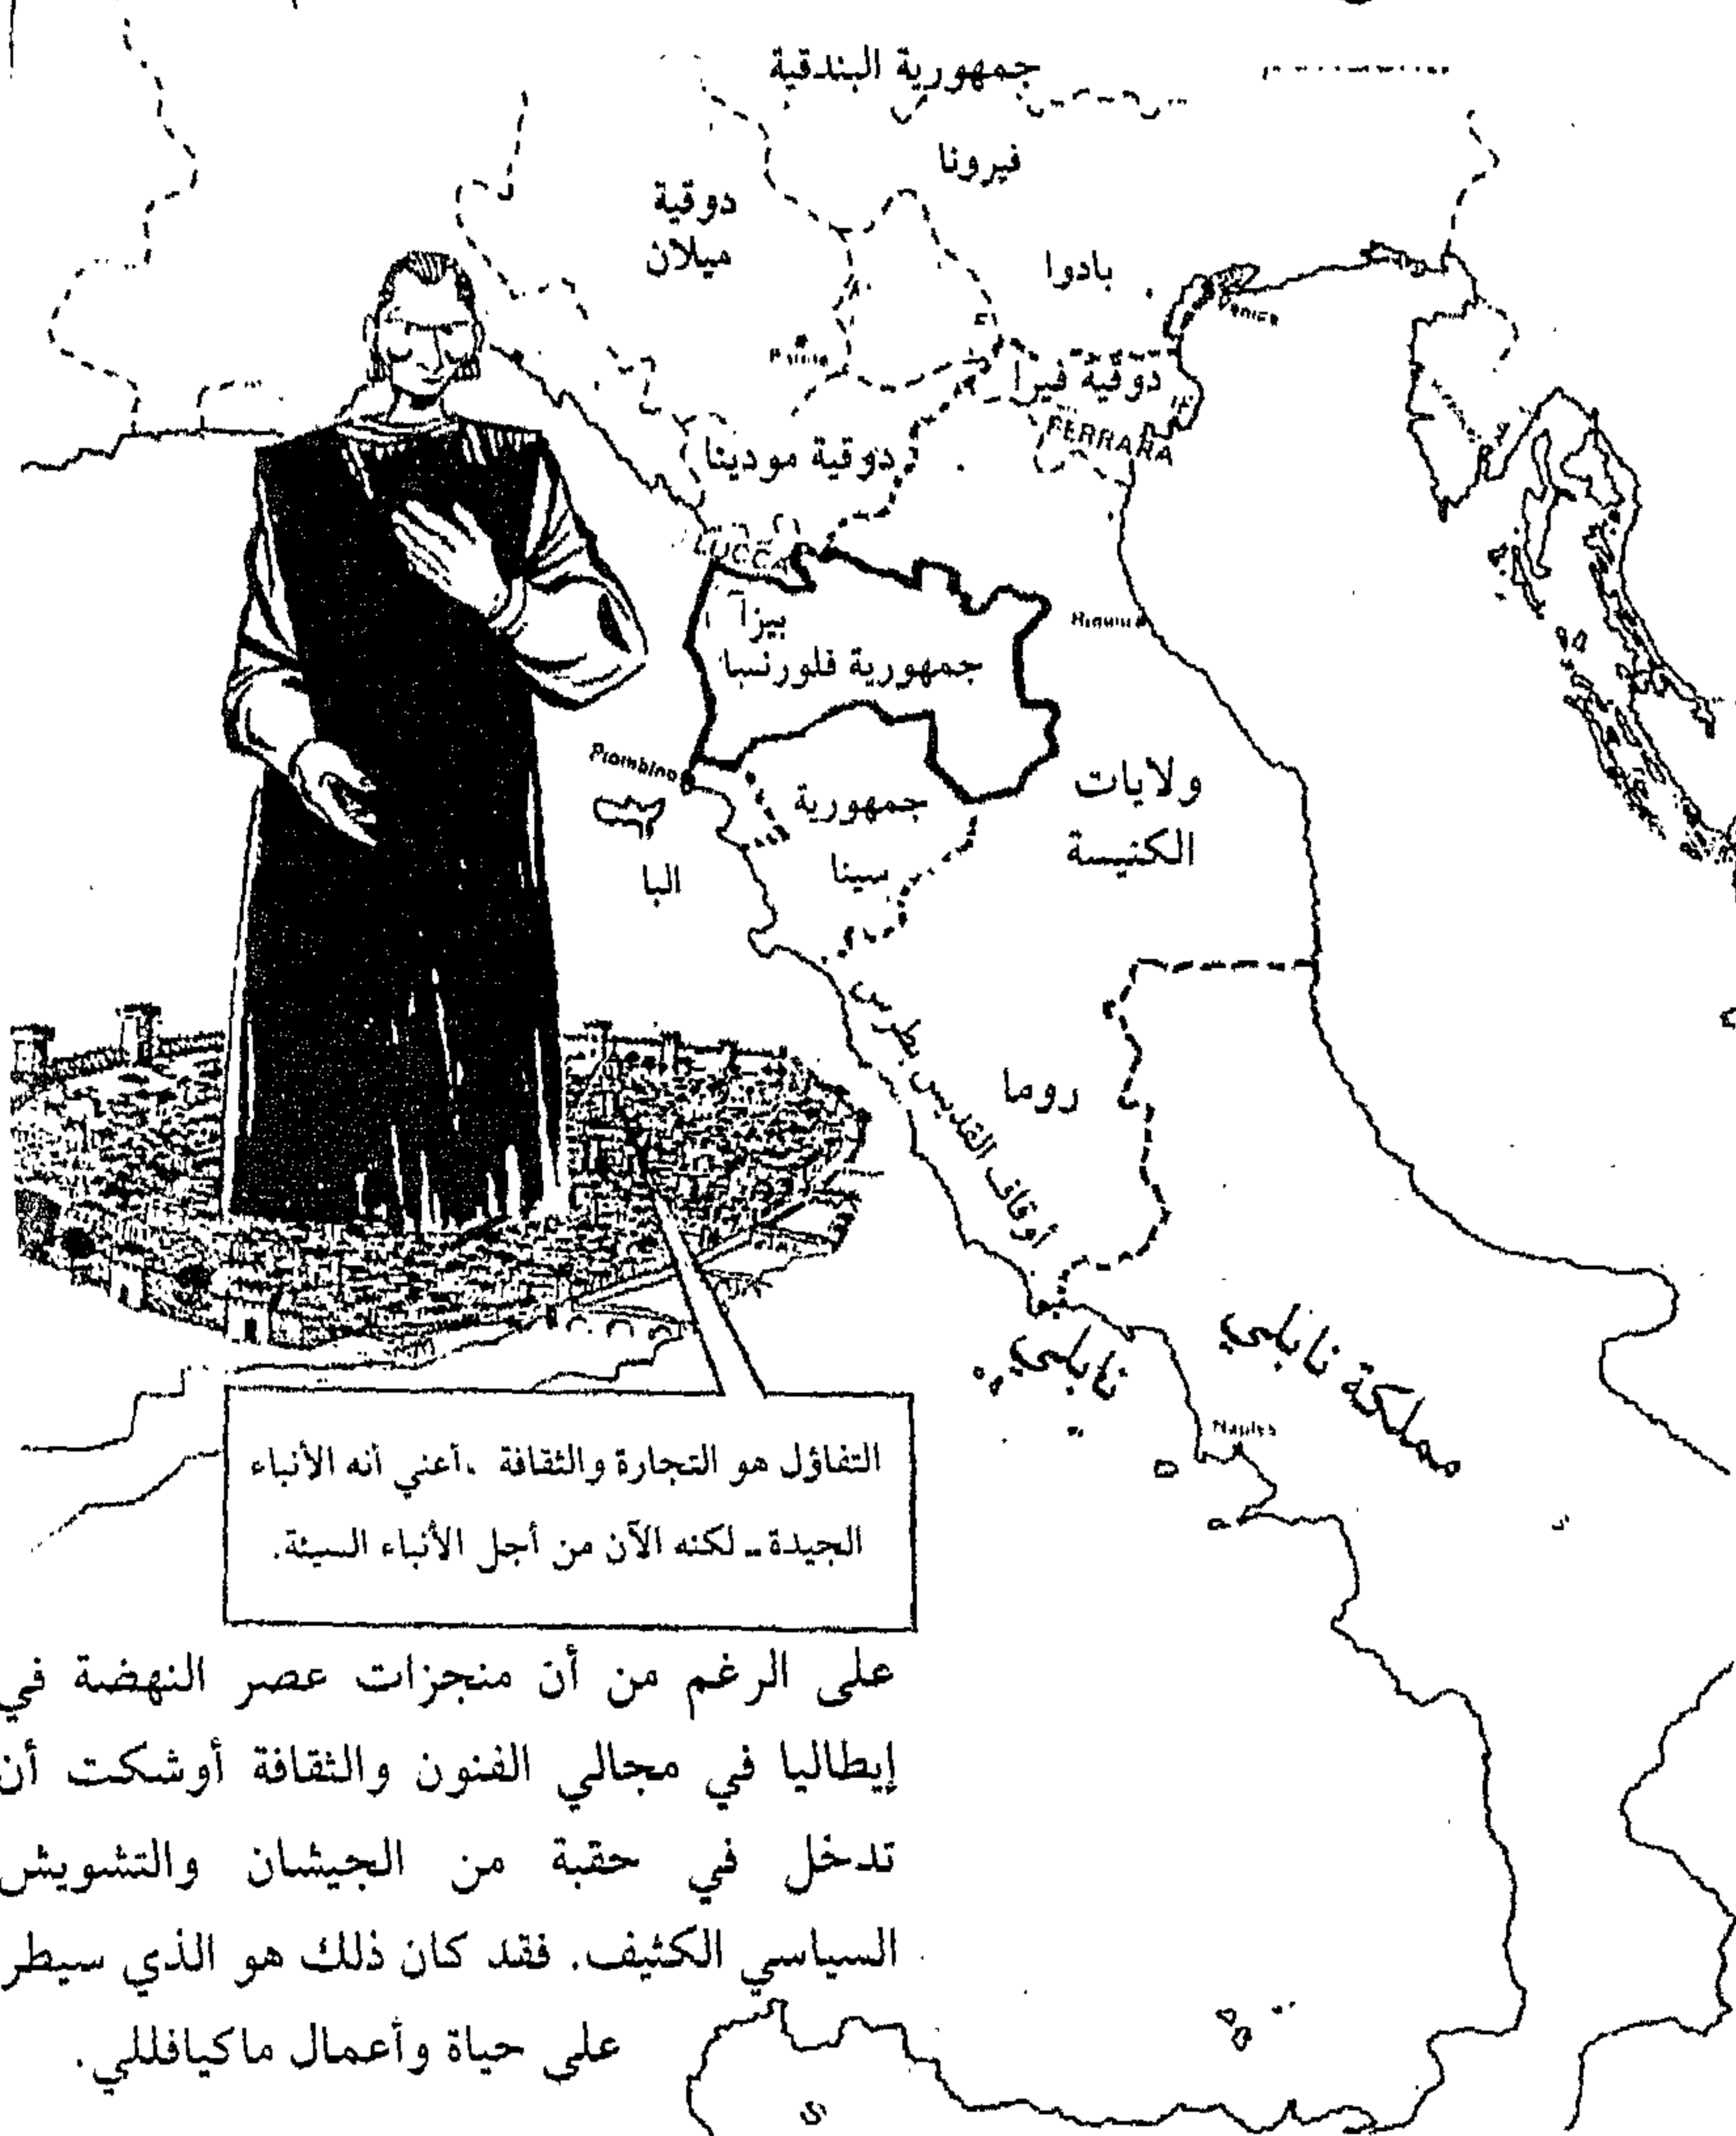 جمهورية البندقية
فيرونا
دوقية
ميلان
بادوا
Venice
Parma
دوقية فيرا
FERRARA
دوقية مودينا
LUCCA
بيزا
جمهورية فلورنسا
Rimini
Piombino
جمهورية
سينا
ولايات
الكنيسة
البا
أوقاف القديس بطرس
روما
نابلي
مملكة نابلي
Naples
التفاؤل هو التجارة والثقافة .أعني أنه الأنباء
الجيدة ـ لكنه الآن من أجل الأنباء السيئة.
على الرغم من أن منجزات عصر النهضة في
إيطاليا في مجالي الفنون والثقافة أوشكت أن
تدخل في حقبة من الجيشان والتشويش
السياسي الكثيف. فقد كان ذلك هو الذي سيطر
على حياة وأعمال ماكيافللي.